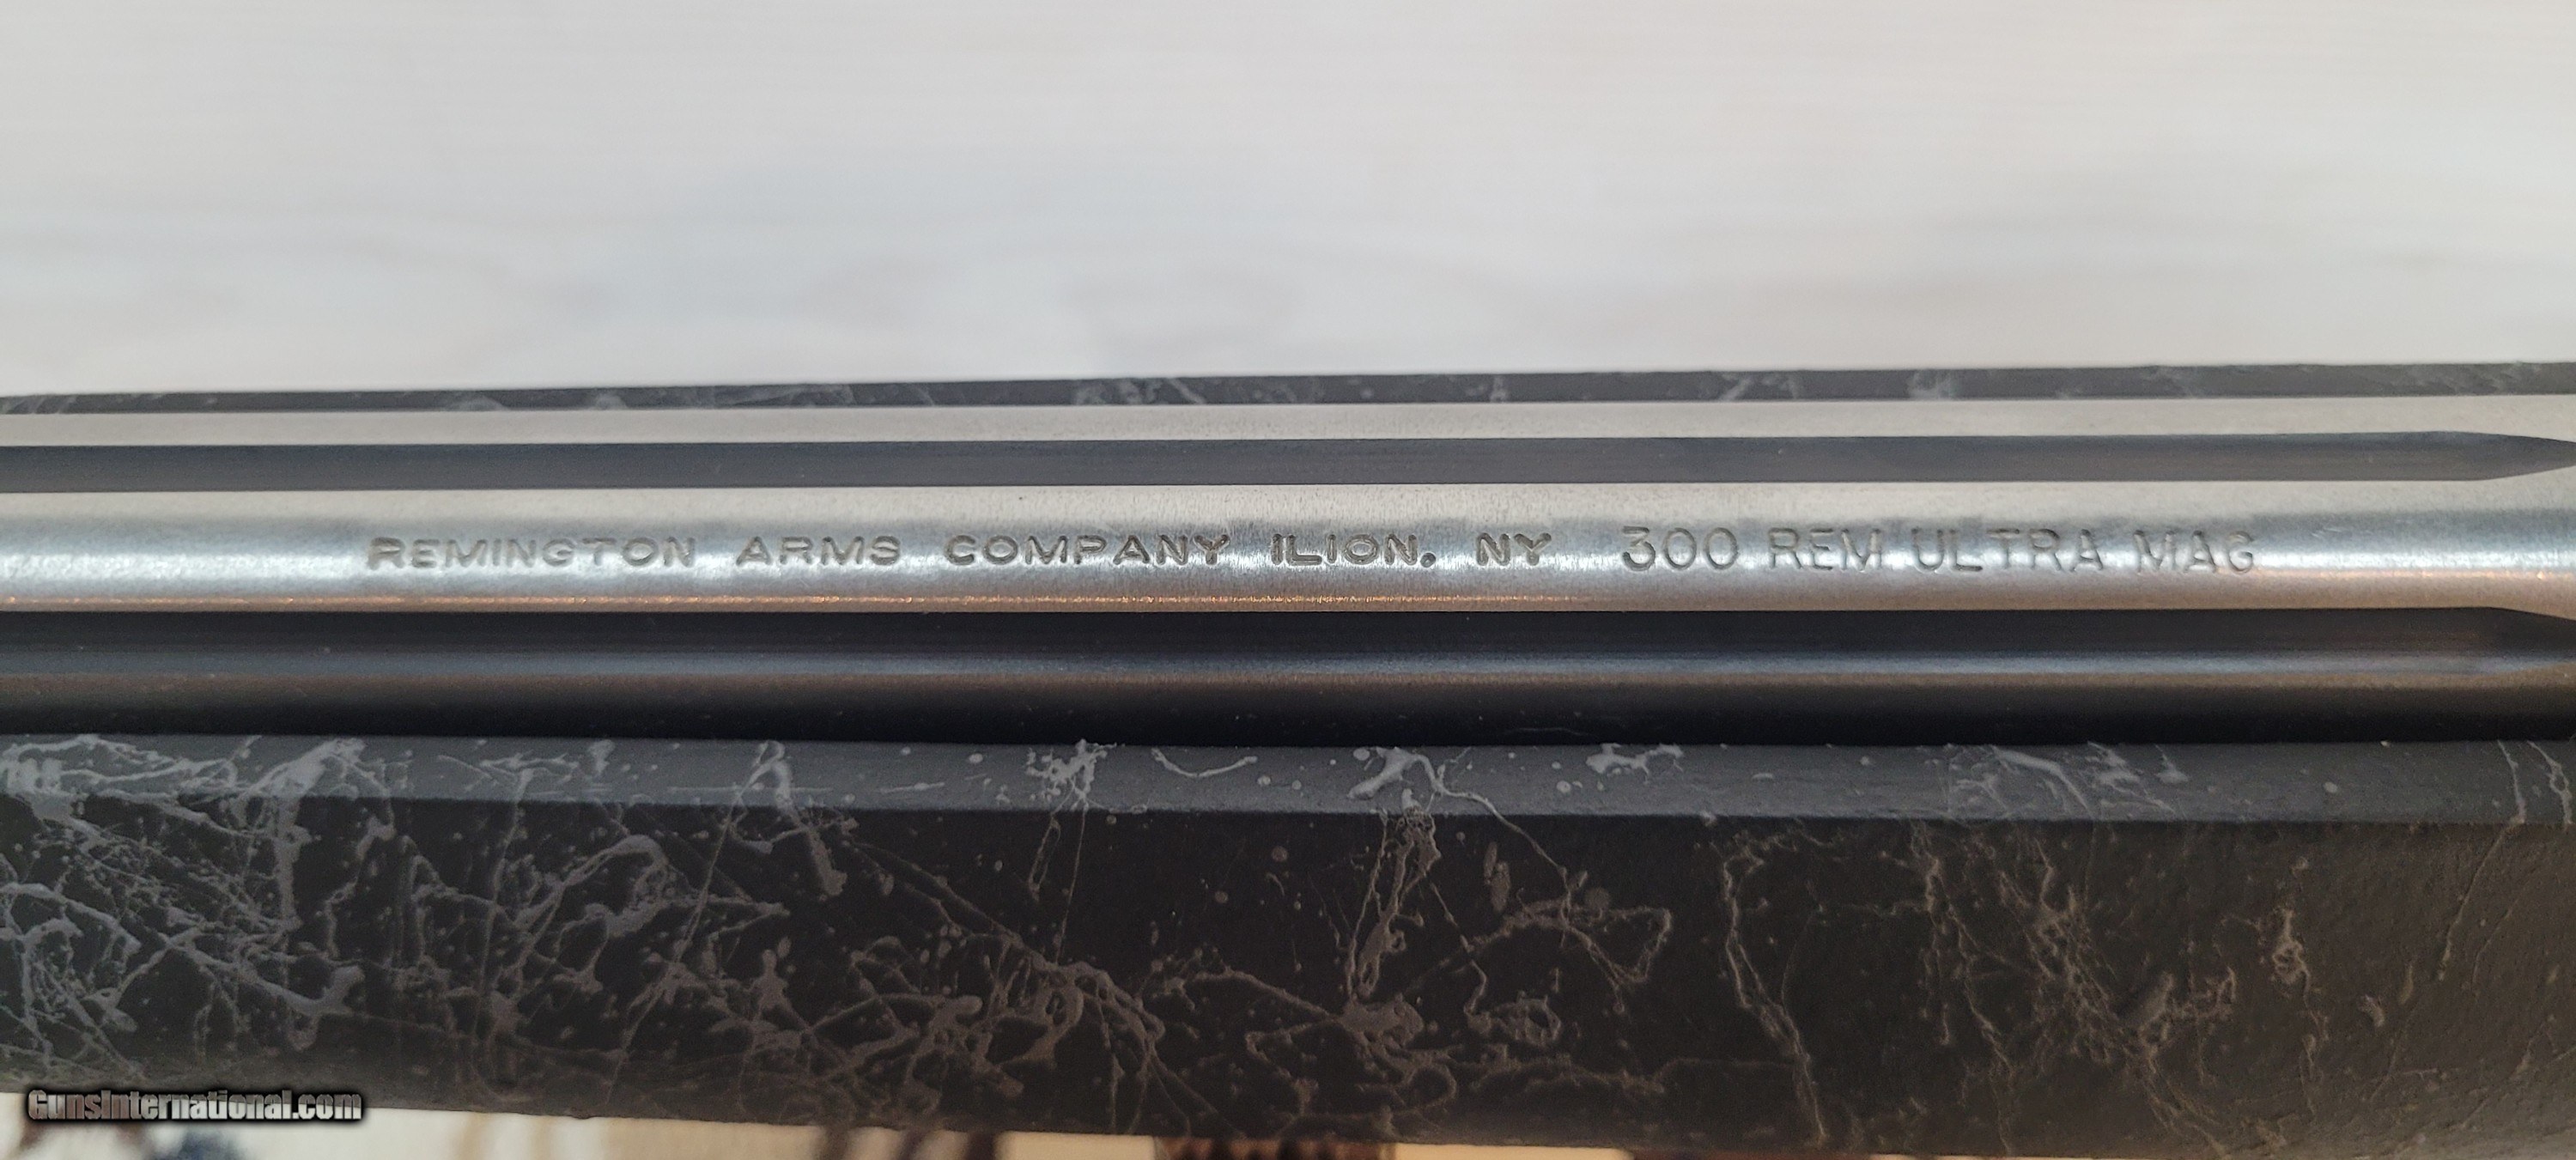 REMINGTON ARMS COMPANY ILION, NY 300 REM ULTRA MAG
GunsInternational.com